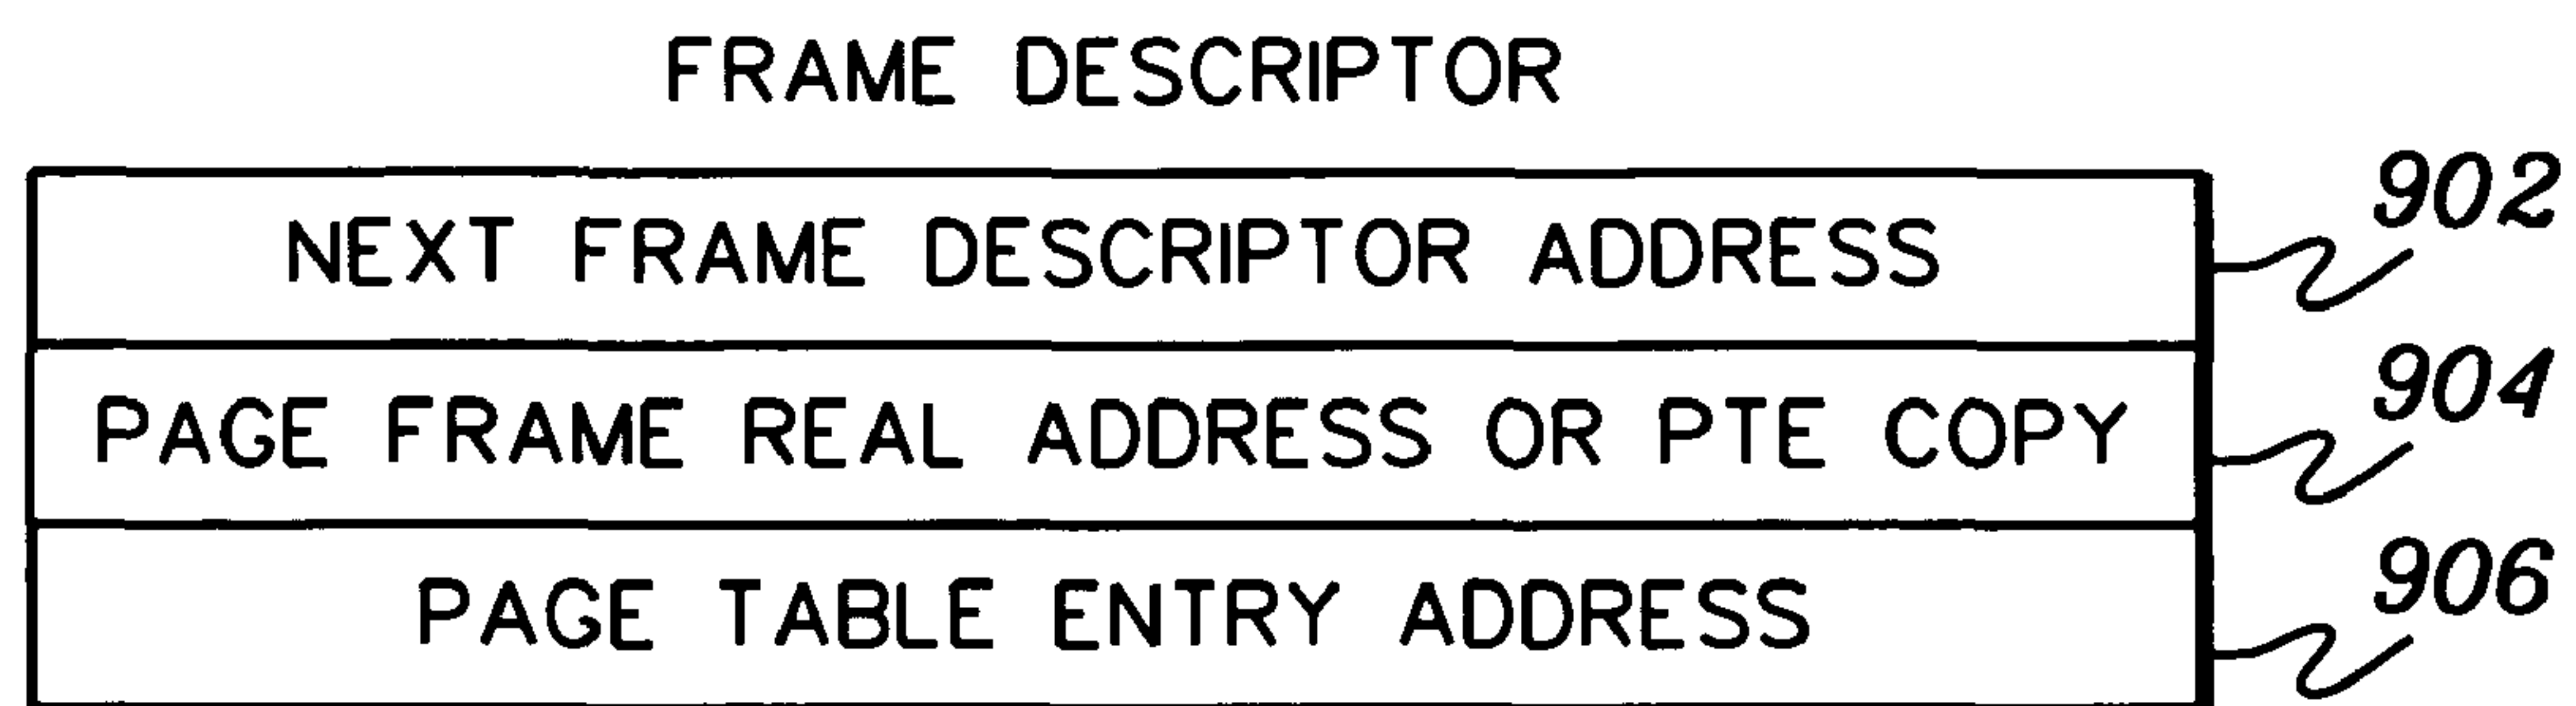 FRAME DESCRIPTOR
NEXT FRAME DESCRIPTOR ADDRESS 902
PAGE FRAME REAL ADDRESS OR PTE COPY 904
PAGE TABLE ENTRY ADDRESS 906